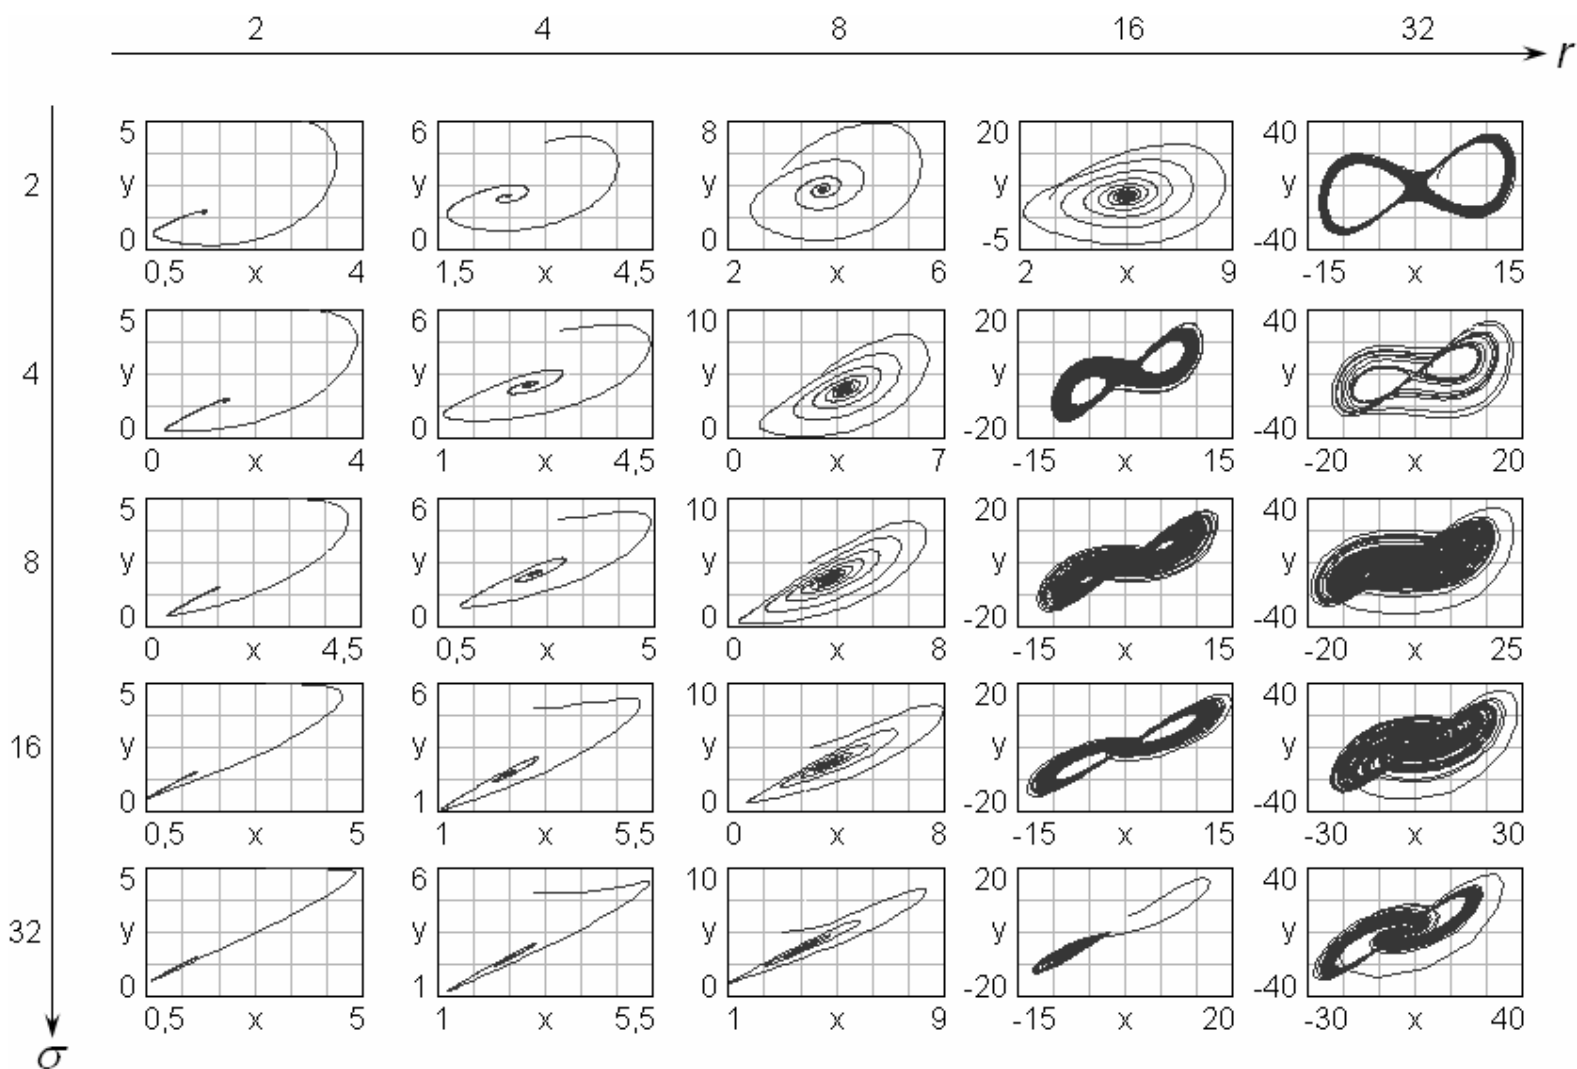 2 4 8 16 32
r
5 6 8 20 40
2 y y y y y
0 0 0 -5 -40
0,5 x 4 1,5 x 4,5 2 x 6 2 x 9 -15 x 15
5 6 10 20 40
4 y y y y y
0 0 0 -20 -40
0 x 4 1 x 4,5 0 x 7 -15 x 15 -20 x 20
5 6 10 20 40
8 y y y y y
0 0 0 -20 -40
0 x 4,5 0,5 x 5 0 x 8 -15 x 15 -20 x 25
5 6 10 20 40
16 y y y y y
0 1 0 -20 -40
0,5 x 5 1 x 5,5 0 x 8 -15 x 15 -30 x 30
5 6 10 20 40
32 y y y y y
0 1 0 -20 -40
0,5 x 5 1 x 5,5 1 x 9 -15 x 20 -30 x 40
σ